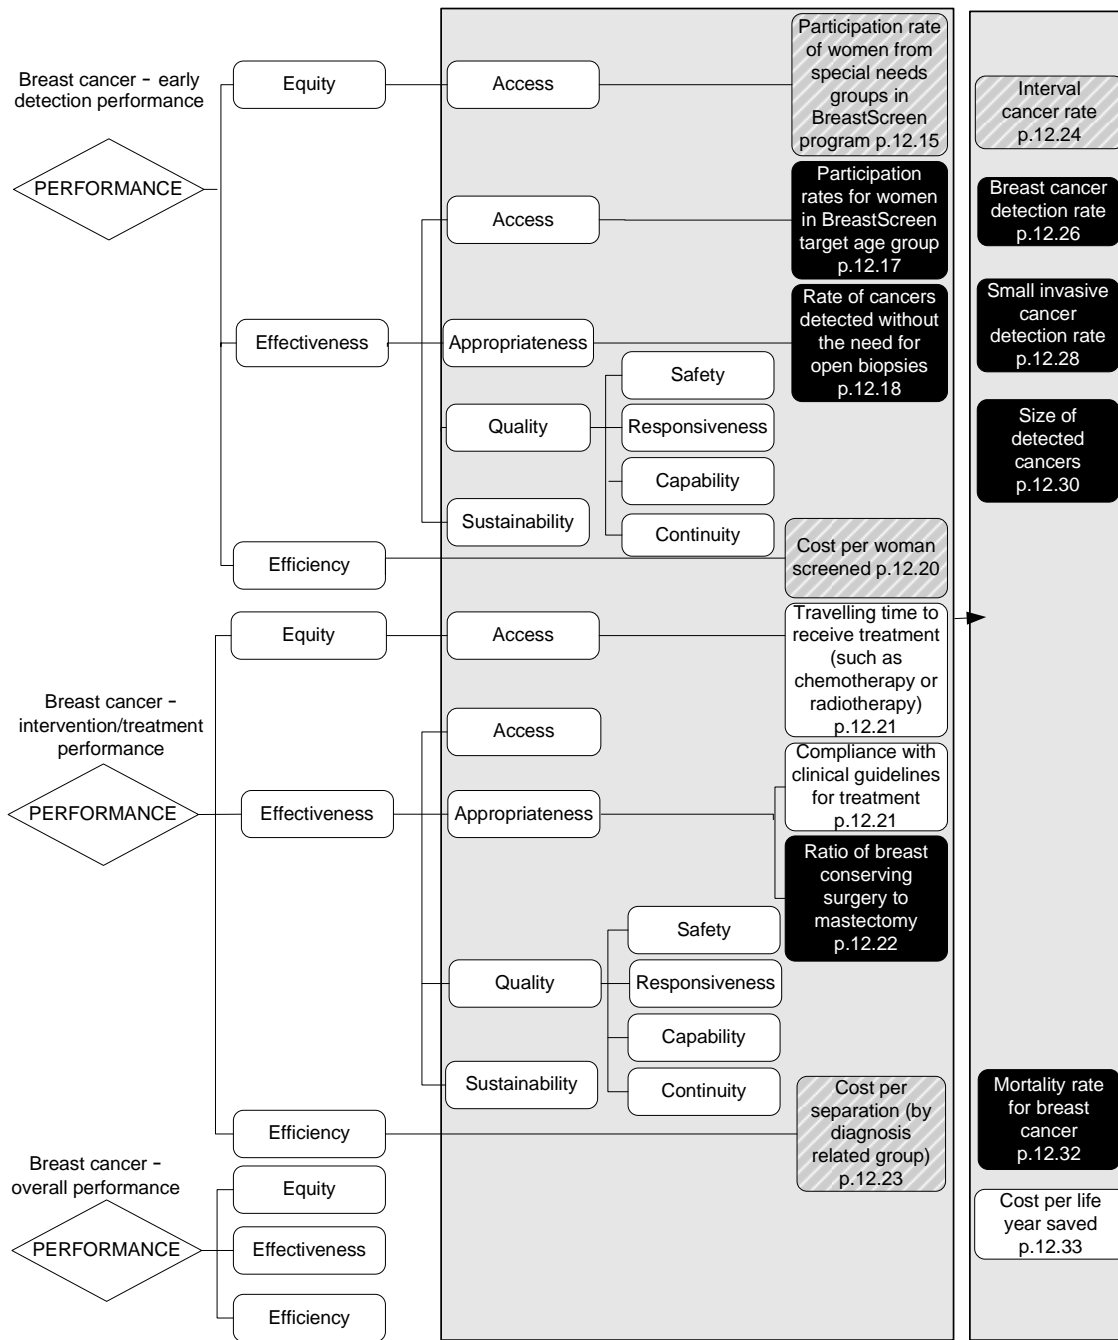 Breast cancer – early
detection performance
PERFORMANCE
Equity
Access
Participation rate
of women from
special needs
groups in
BreastScreen
program p.12.15
Interval
cancer rate
p.12.24
Access
Participation
rates for women
in BreastScreen
target age group
p.12.17
Breast cancer
detection rate
p.12.26
Effectiveness
Appropriateness
Rate of cancers
detected without
the need for
open biopsies
p.12.18
Small invasive
cancer
detection rate
p.12.28
Quality
Safety
Responsiveness
Capability
Continuity
Size of
detected
cancers
p.12.30
Sustainability
Efficiency
Cost per woman
screened p.12.20
Breast cancer –
intervention/treatment
performance
PERFORMANCE
Equity
Access
Travelling time to
receive treatment
(such as
chemotherapy or
radiotherapy)
p.12.21
Effectiveness
Access
Appropriateness
Compliance with
clinical guidelines
for treatment
p.12.21
Ratio of breast
conserving
surgery to
mastectomy
p.12.22
Quality
Safety
Responsiveness
Capability
Continuity
Sustainability
Efficiency
Cost per
separation (by
diagnosis
related group)
p.12.23
Mortality rate
for breast
cancer
p.12.32
Breast cancer –
overall performance
PERFORMANCE
Equity
Effectiveness
Efficiency
Cost per life
year saved
p.12.33